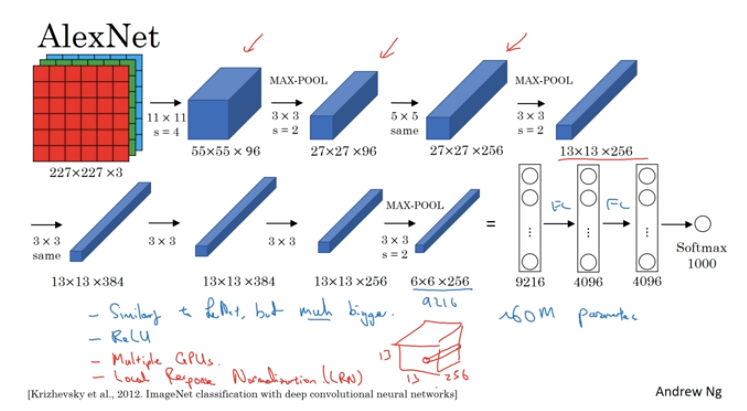 AlexNet
MAX-POOL
MAX-POOL
11 × 11
s = 4
3 × 3
s = 2
5 × 5
same
3 × 3
s = 2
227×227 ×3
55×55 × 96
27×27 ×96
27×27 ×256
13×13 ×256
MAX-POOL
FC
FC
3 × 3
same
3 × 3
3 × 3
3 × 3
s = 2
=
Softmax
1000
13×13 ×384
13×13 ×384
13×13 ×256
6×6 ×256
9216
4096
4096
9216
- Similar to LeNet, but much bigger.
~60M
- ReLU
- Multiple GPUs.
- Local Response Normalization (LRN)
13
13
256
[Krizhevsky et al., 2012. ImageNet classification with deep convolutional neural networks]
Andrew Ng